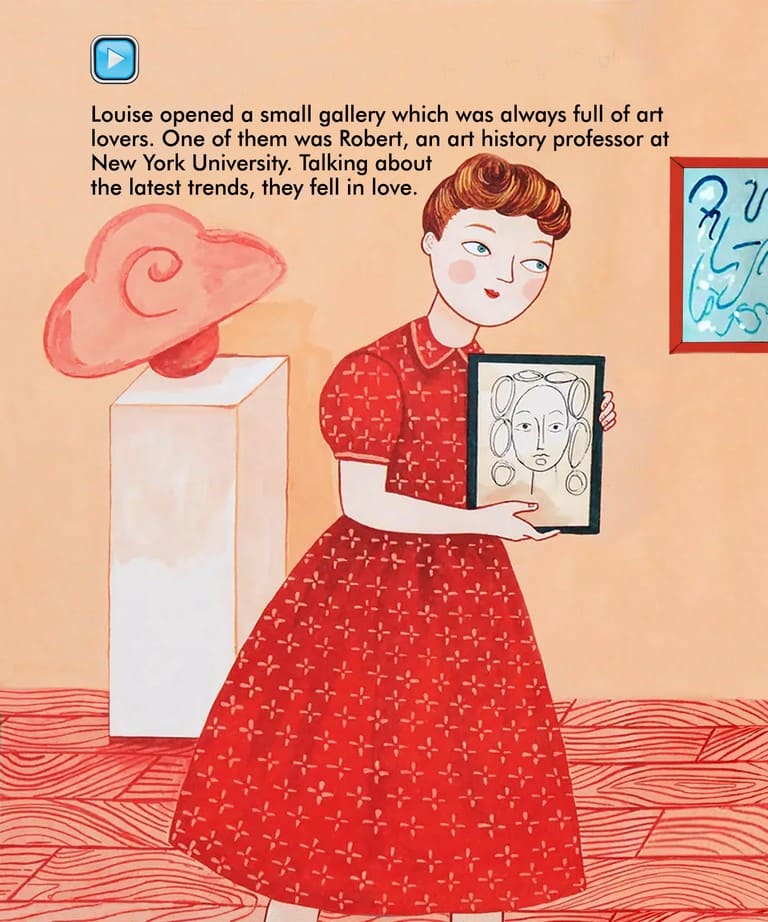 Louise opened a small gallery which was always full of art
lovers. One of them was Robert, an art history professor at
New York University. Talking about
the latest trends, they fell in love.